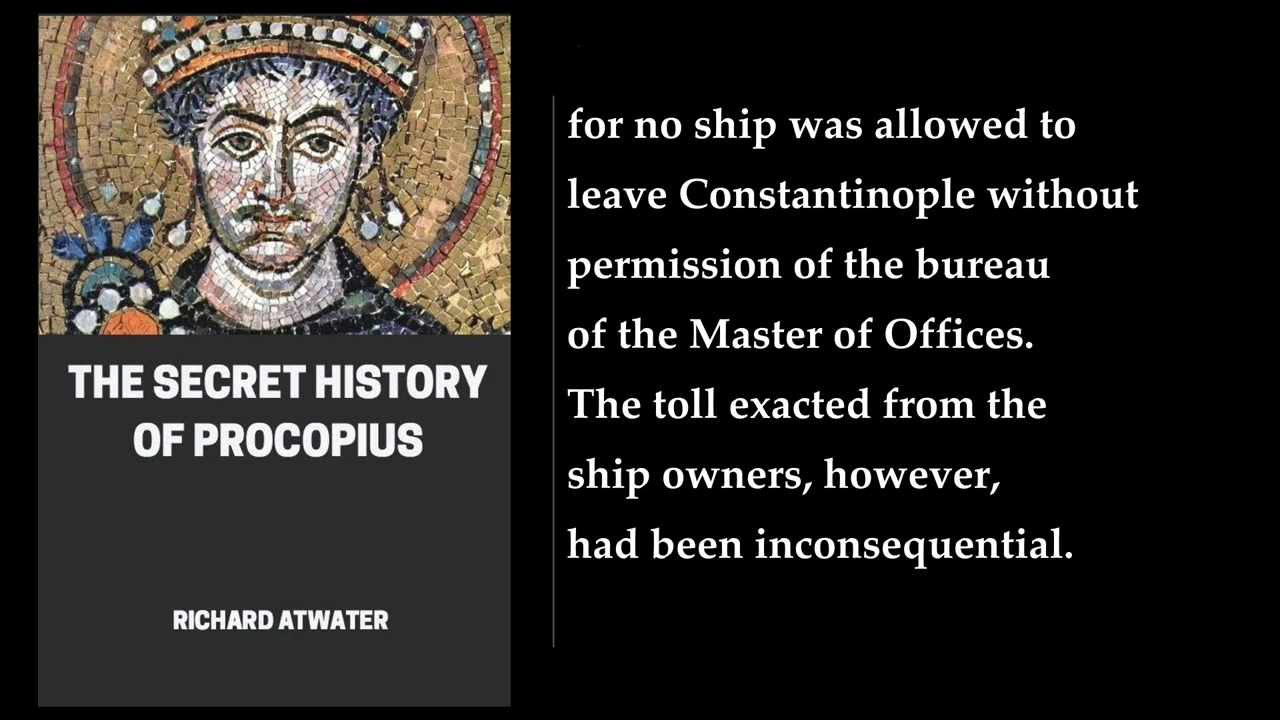 THE SECRET HISTORY
OF PROCOPIUS
RICHARD ATWATER
for no ship was allowed to
leave Constantinople without
permission of the bureau
of the Master of Offices.
The toll exacted from the
ship owners, however,
had been inconsequential.